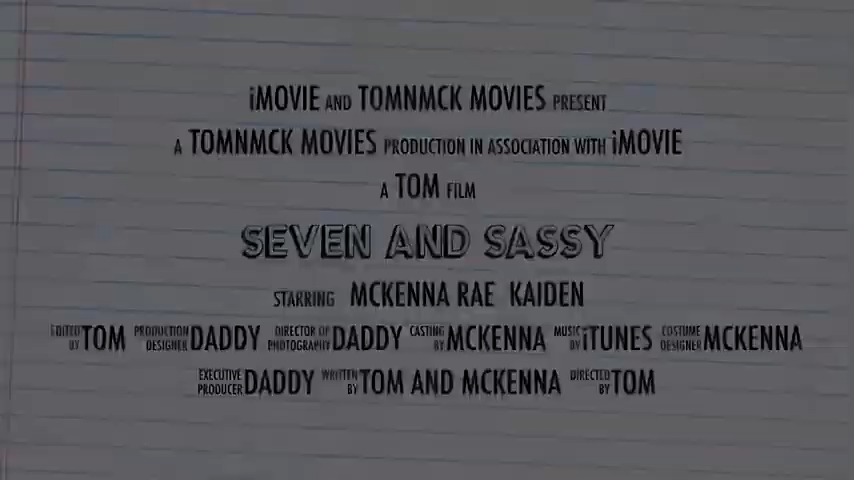 iMOVIE AND TOMNMCK MOVIES PRESENT
A TOMNMCK MOVIES PRODUCTION IN ASSOCIATION WITH iMOVIE
A TOM FILM
SEVEN AND SASSY
STARRING MCKENNA RAE KAIDEN
EDITED BY TOM PRODUCTION DESIGNER DADDY DIRECTOR OF PHOTOGRAPHY DADDY CASTING BY MCKENNA MUSIC BY iTUNES COSTUME DESIGNER MCKENNA
EXECUTIVE PRODUCER DADDY WRITTEN BY TOM AND MCKENNA DIRECTED BY TOM